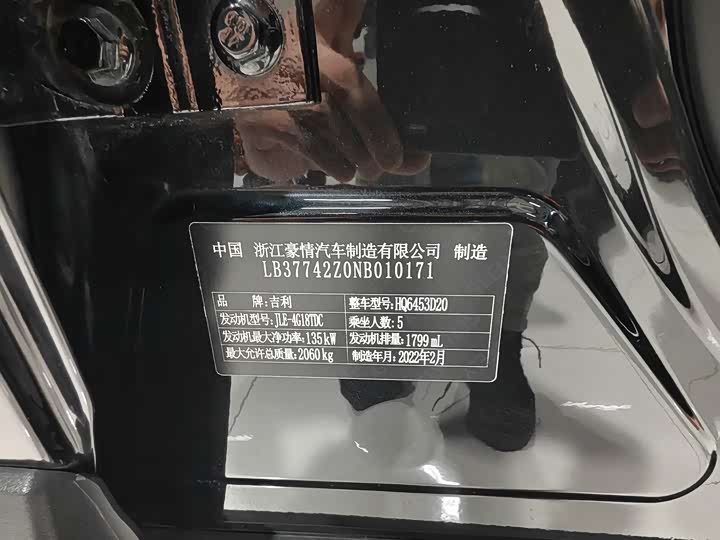 中国 浙江豪情汽车制造有限公司 制造
LB37742Z0NB010171
品 牌:吉利 整车型号:HQ6453D20
发动机型号:JLE-4G18TDC 乘坐人数:5
发动机最大净功率:135kW 发动机排量:1799mL
最大允许总质量:2060kg 制造年月:2022年2月